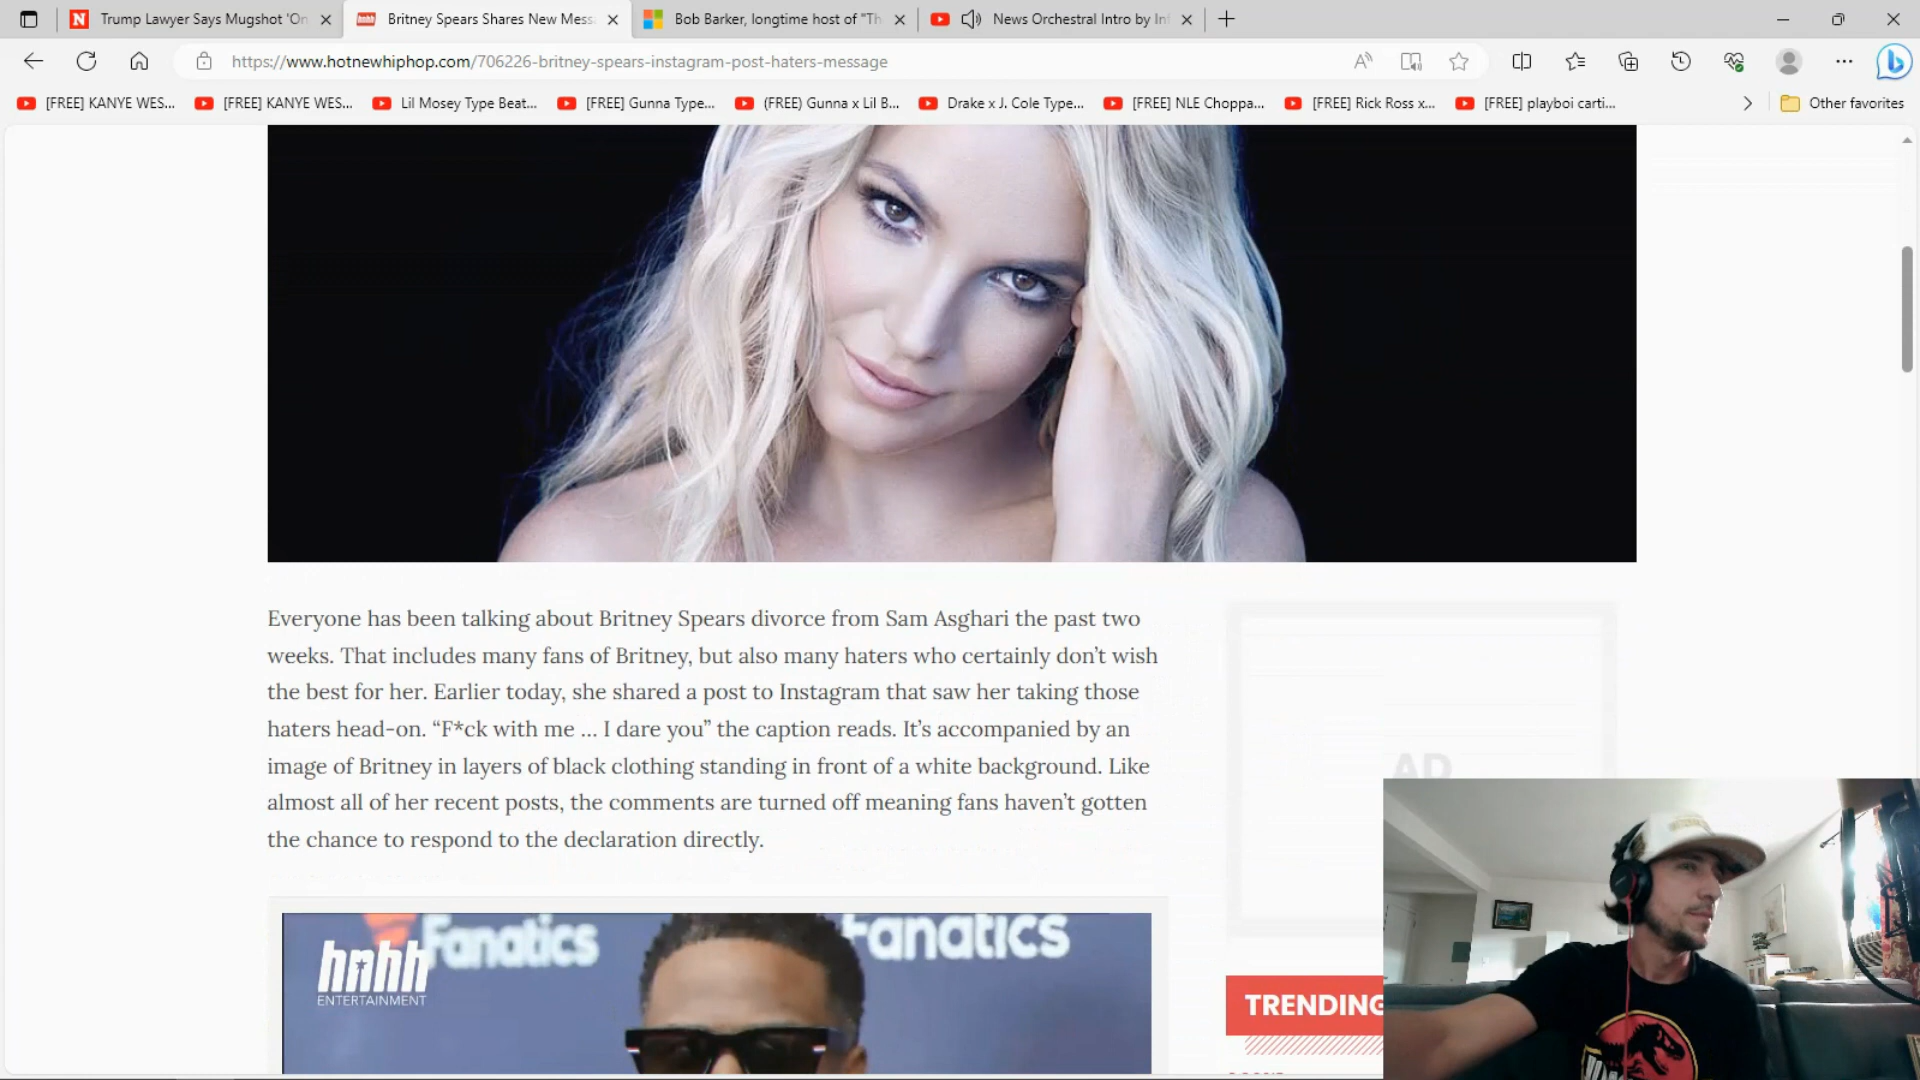 Trump Lawyer Says Mugshot 'On
Britney Spears Shares New Mess
Bob Barker, longtime host of "Th
News Orchestral Intro by Inf
https://www.hotnewhiphop.com/706226-britney-spears-instagram-post-haters-message
[FREE] KANYE WES...
[FREE] KANYE WES...
Lil Mosey Type Beat...
[FREE] Gunna Type...
(FREE) Gunna x Lil B...
Drake x J. Cole Type...
[FREE] NLE Choppa...
[FREE] Rick Ross x...
[FREE] playboi carti...
Other favorites
Everyone has been talking about Britney Spears divorce from Sam Asghari the past two
weeks. That includes many fans of Britney, but also many haters who certainly don’t wish
the best for her. Earlier today, she shared a post to Instagram that saw her taking those
haters head-on. “F*ck with me … I dare you” the caption reads. It’s accompanied by an
image of Britney in layers of black clothing standing in front of a white background. Like
almost all of her recent posts, the comments are turned off meaning fans haven’t gotten
the chance to respond to the declaration directly.
AD
Fanatics
Fanatics
hnhh
ENTERTAINMENT
TRENDING